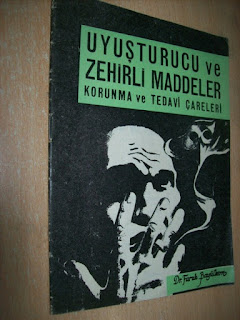 UYUŞTURUCU ve
ZEHİRLİ MADDELER
KORUNMA ve TEDAVİ ÇARELERİ
Dr. Faruk